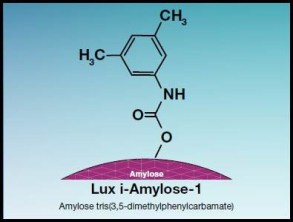 CH₃
H₃C
NH
O
O
Amylose
Lux i-Amylose-1
Amylose tris(3,5-dimethylphenylcarbamate)